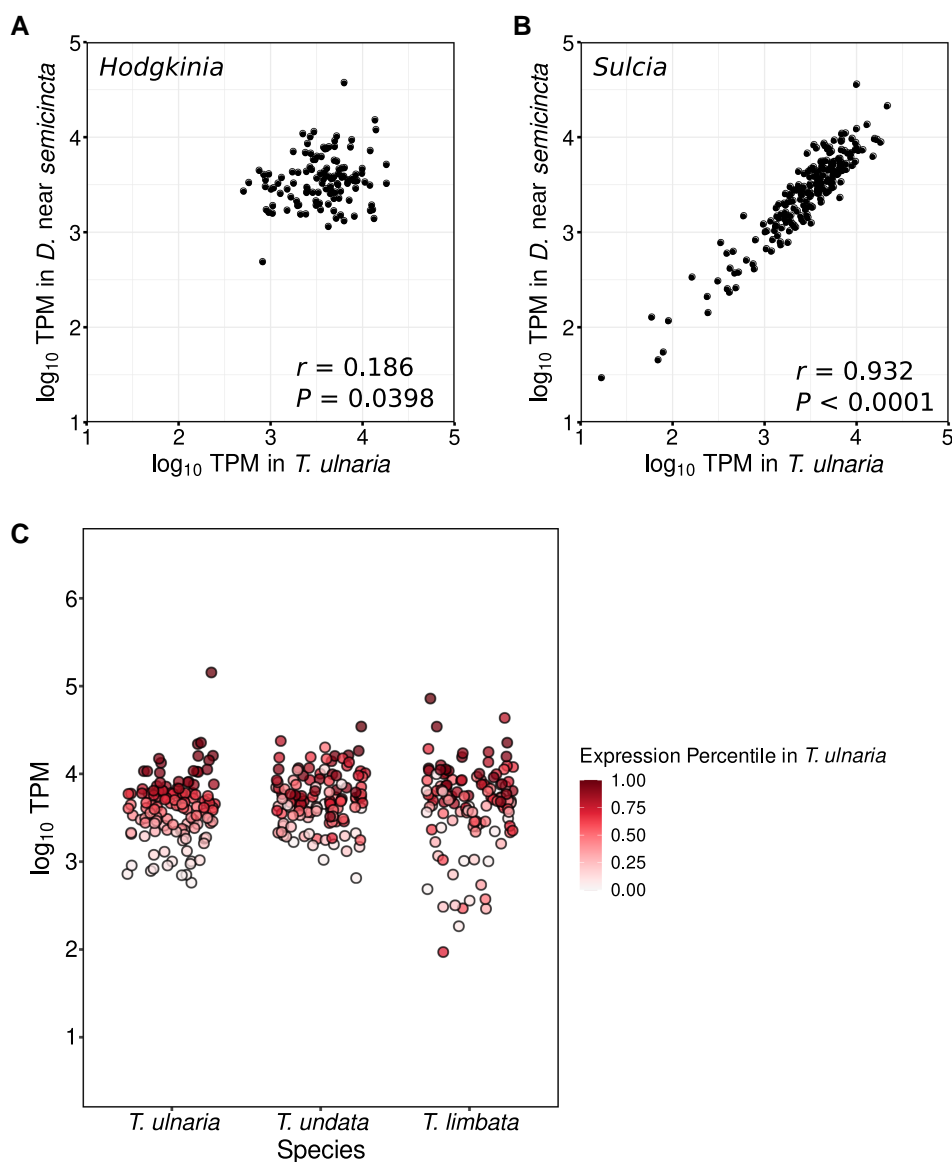 A
Hodgkinia
log₁₀ TPM in D. near semicincta
5
4
3
2
1
r = 0.186
P = 0.0398
1 2 3 4 5
log₁₀ TPM in T. ulnaria
B
Sulcia
log₁₀ TPM in D. near semicincta
5
4
3
2
1
r = 0.932
P < 0.0001
1 2 3 4 5
log₁₀ TPM in T. ulnaria
C
log₁₀ TPM
6
5
4
3
2
1
T. ulnaria T. undata T. limbata
Species
Expression Percentile in T. ulnaria
1.00
0.75
0.50
0.25
0.00